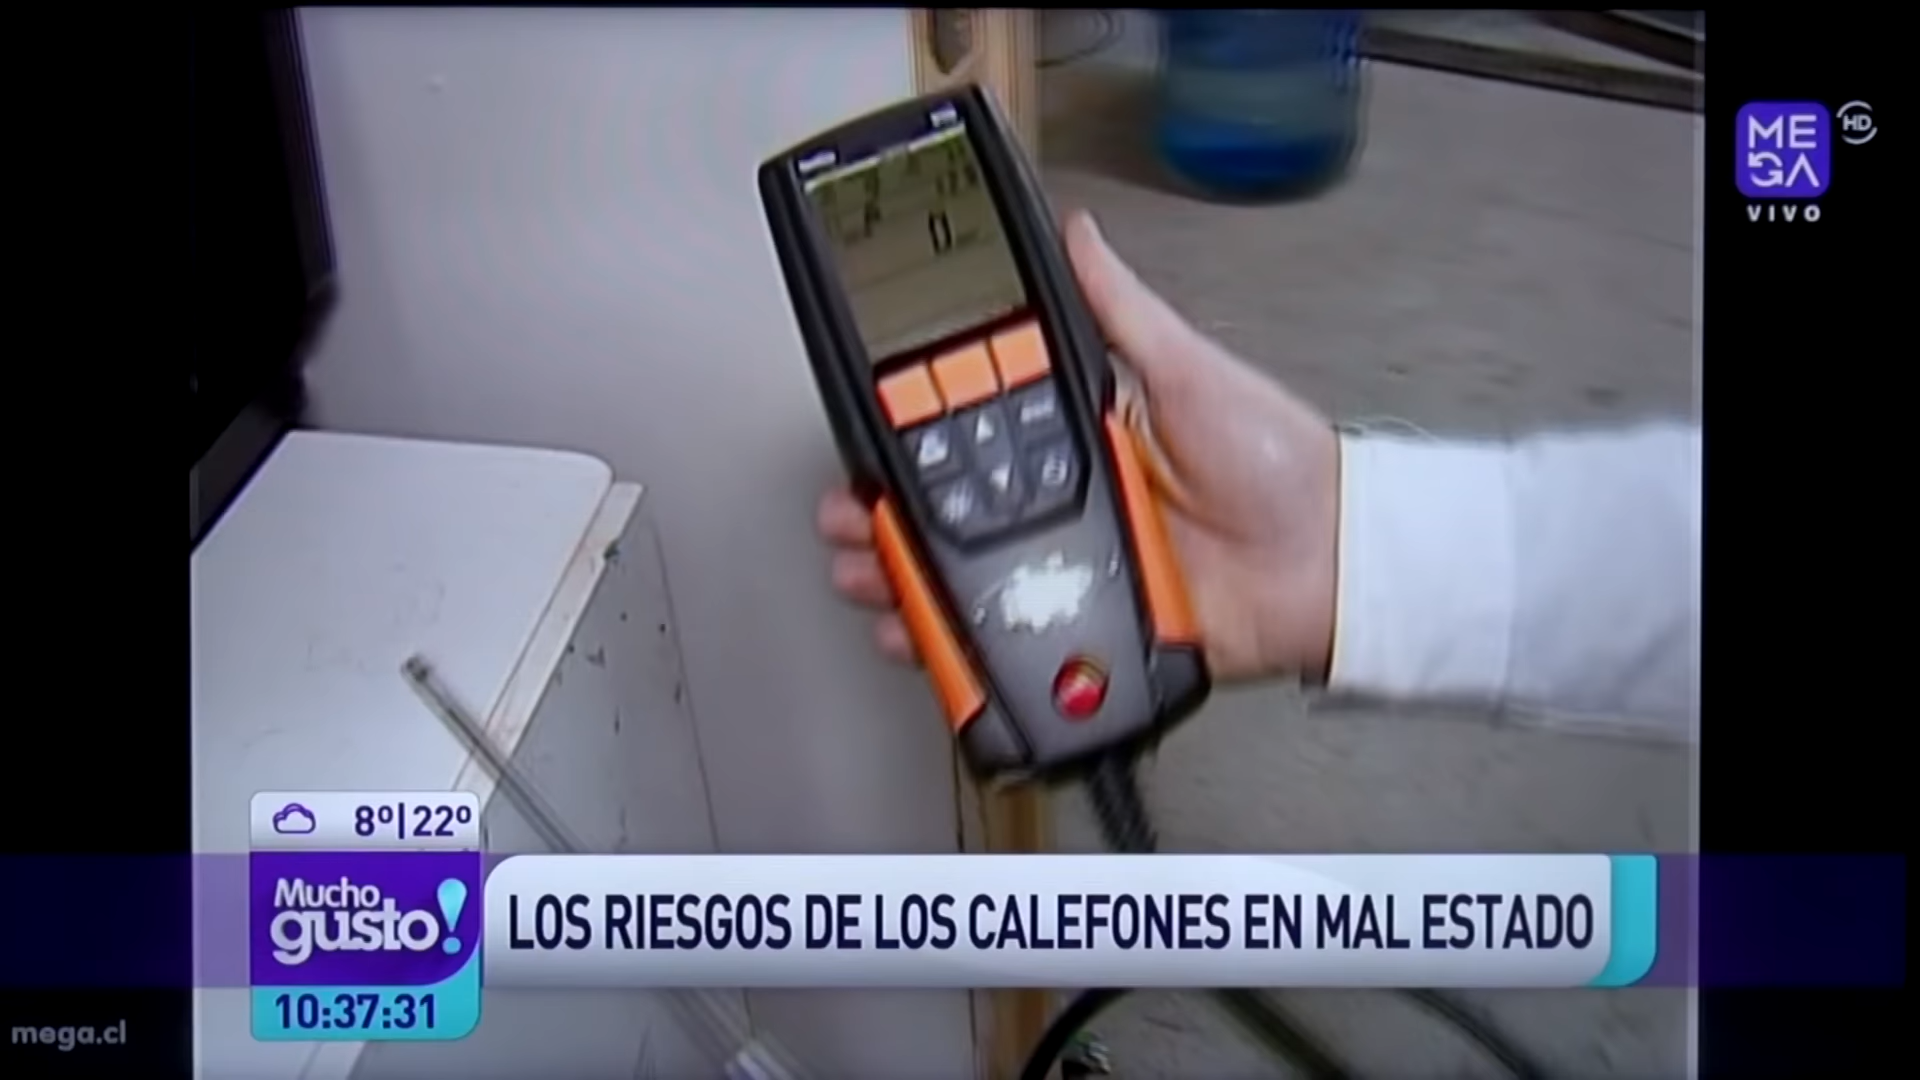 MEGA
HD
VIVO
0
8º|22º
Mucho
gusto!
LOS RIESGOS DE LOS CALEFONES EN MAL ESTADO
10:37:31
mega.cl